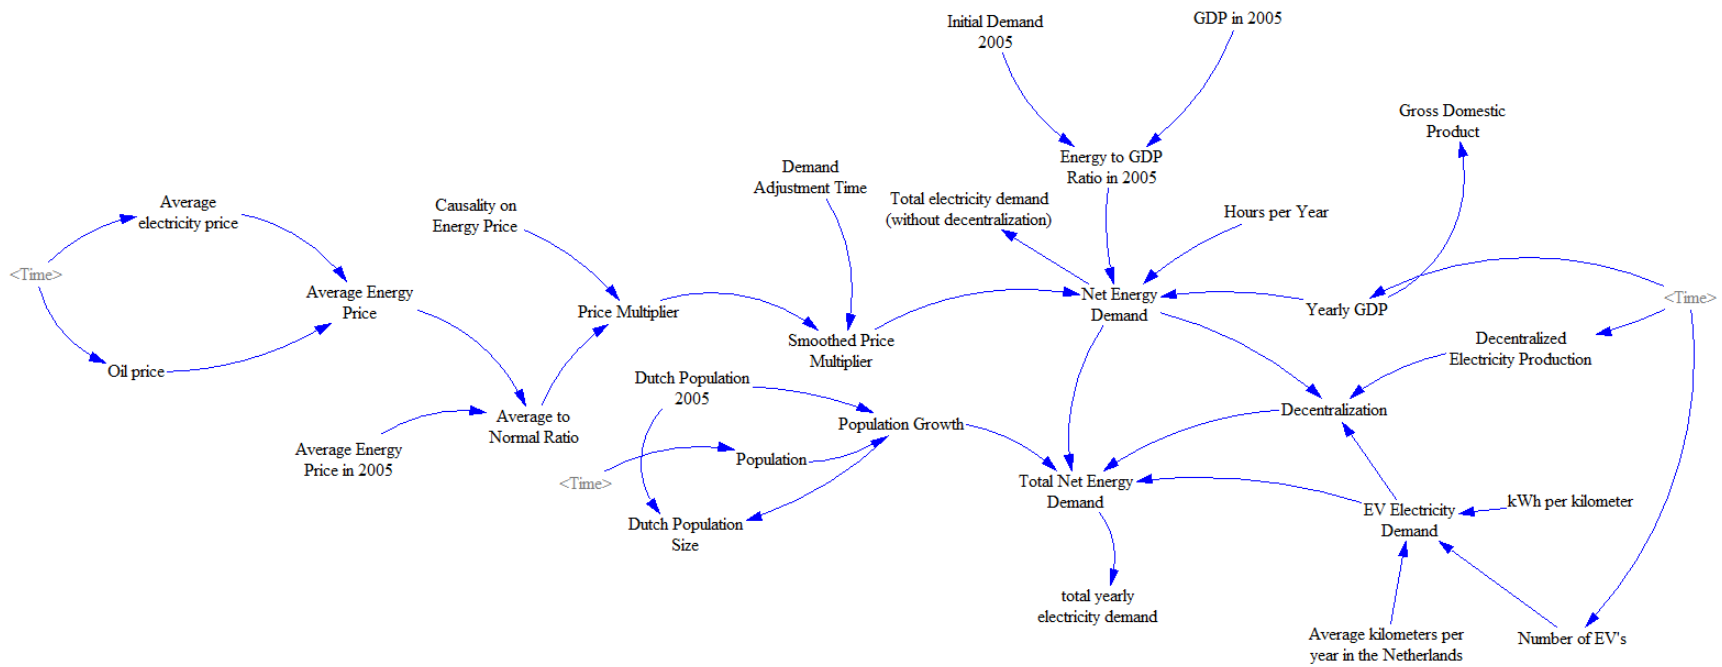 Initial Demand
2005
GDP in 2005
Gross Domestic
Product
Energy to GDP
Ratio in 2005
Demand
Adjustment Time
Average
electricity price
Causality on
Energy Price
Total electricity demand
(without decentralization)
Hours per Year
<Time>
Average Energy
Price
Price Multiplier
Net Energy
Demand
Yearly GDP
<Time>
Smoothed Price
Multiplier
Decentralized
Electricity Production
Oil price
Dutch Population
2005
Average to
Normal Ratio
Population Growth
Decentralization
Average Energy
Price in 2005
Population
<Time>
Total Net Energy
Demand
EV Electricity
Demand
kWh per kilometer
Dutch Population
Size
total yearly
electricity demand
Average kilometers per
year in the Netherlands
Number of EV's